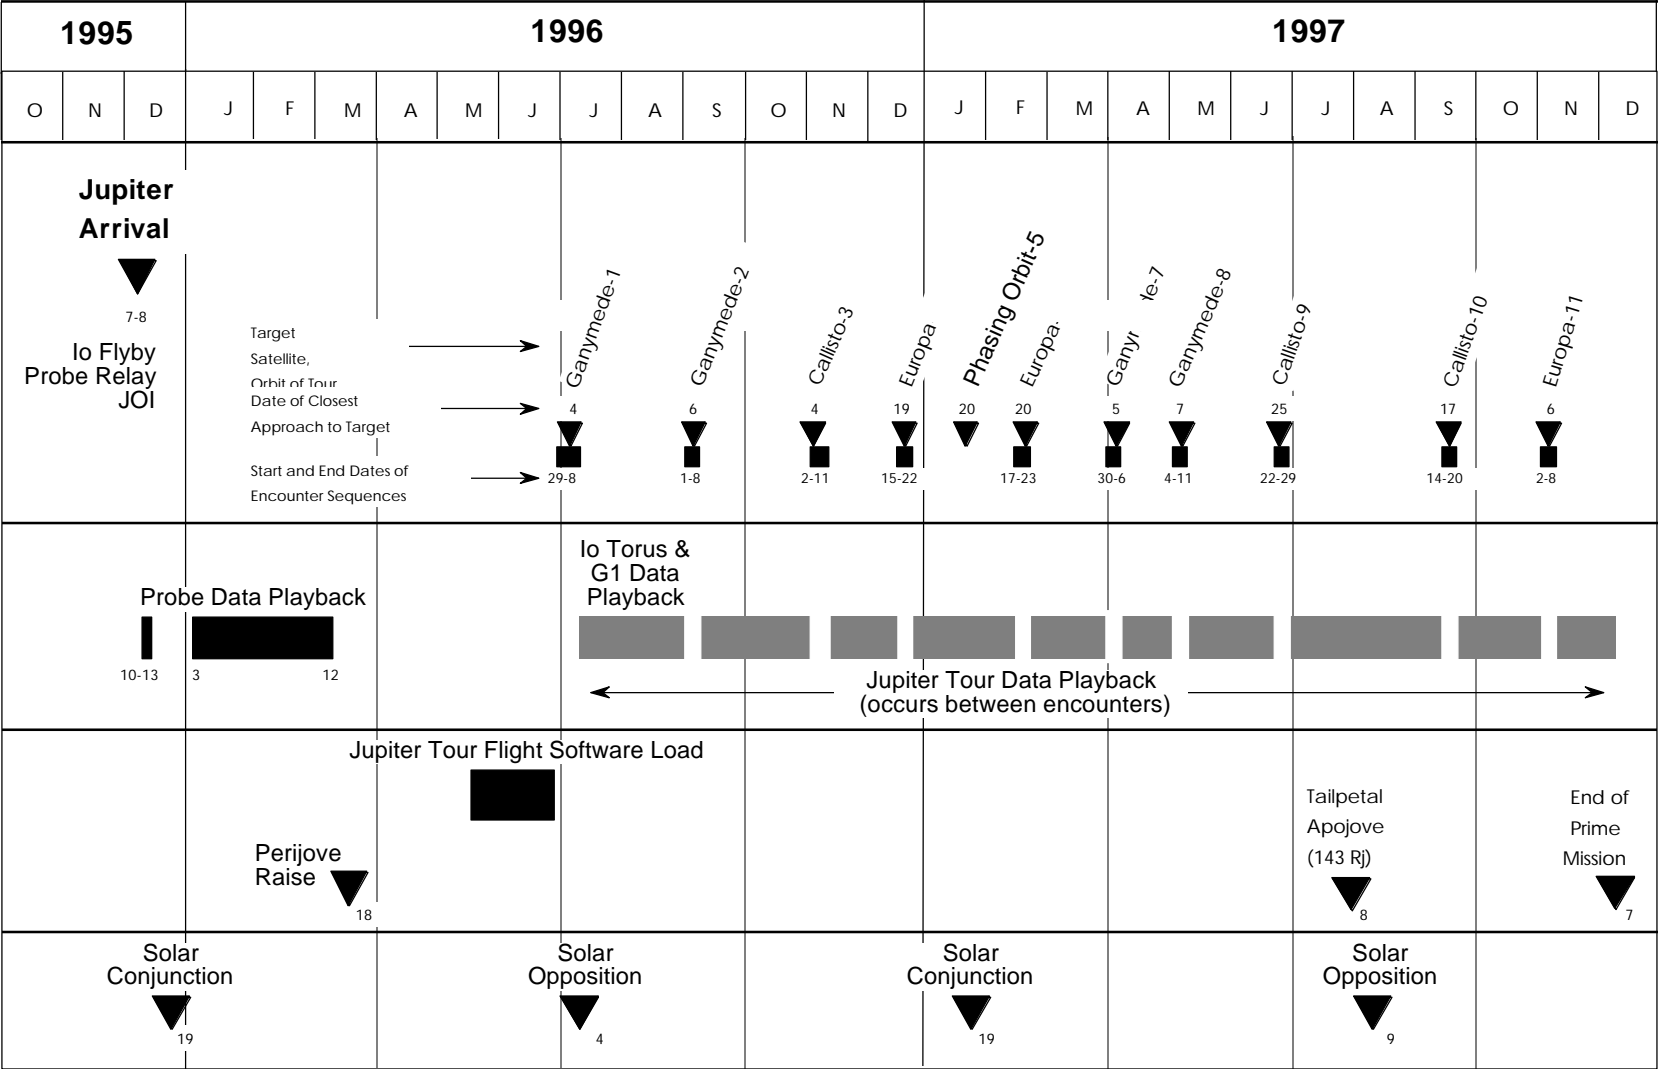 1995 1996 1997
O N D J F M A M J J A S O N D J F M A M J J A S O N D
Jupiter
Arrival
7-8
Io Flyby
Probe Relay
JOI
Target
Satellite,
Orbit of Tour
Date of Closest
Approach to Target
Start and End Dates of
Encounter Sequences
Ganymede-1
Ganymede-2
Callisto-3
Europa
Phasing Orbit-5
Europa-
Ganyr de-7
Ganymede-8
Callisto-9
Callisto-10
Europa-11
4 6 4 19 20 20 5 7 25 17 6
29-8 1-8 2-11 15-22 17-23 30-6 4-11 22-29 14-20 2-8
Probe Data Playback
10-13 3 12
Io Torus &
G1 Data
Playback
Jupiter Tour Data Playback
(occurs between encounters)
Jupiter Tour Flight Software Load
Perijove
Raise
18
Tailpetal
Apojove
(143 Rj)
8
End of
Prime
Mission
7
Solar
Conjunction
19
Solar
Opposition
4
Solar
Conjunction
19
Solar
Opposition
9